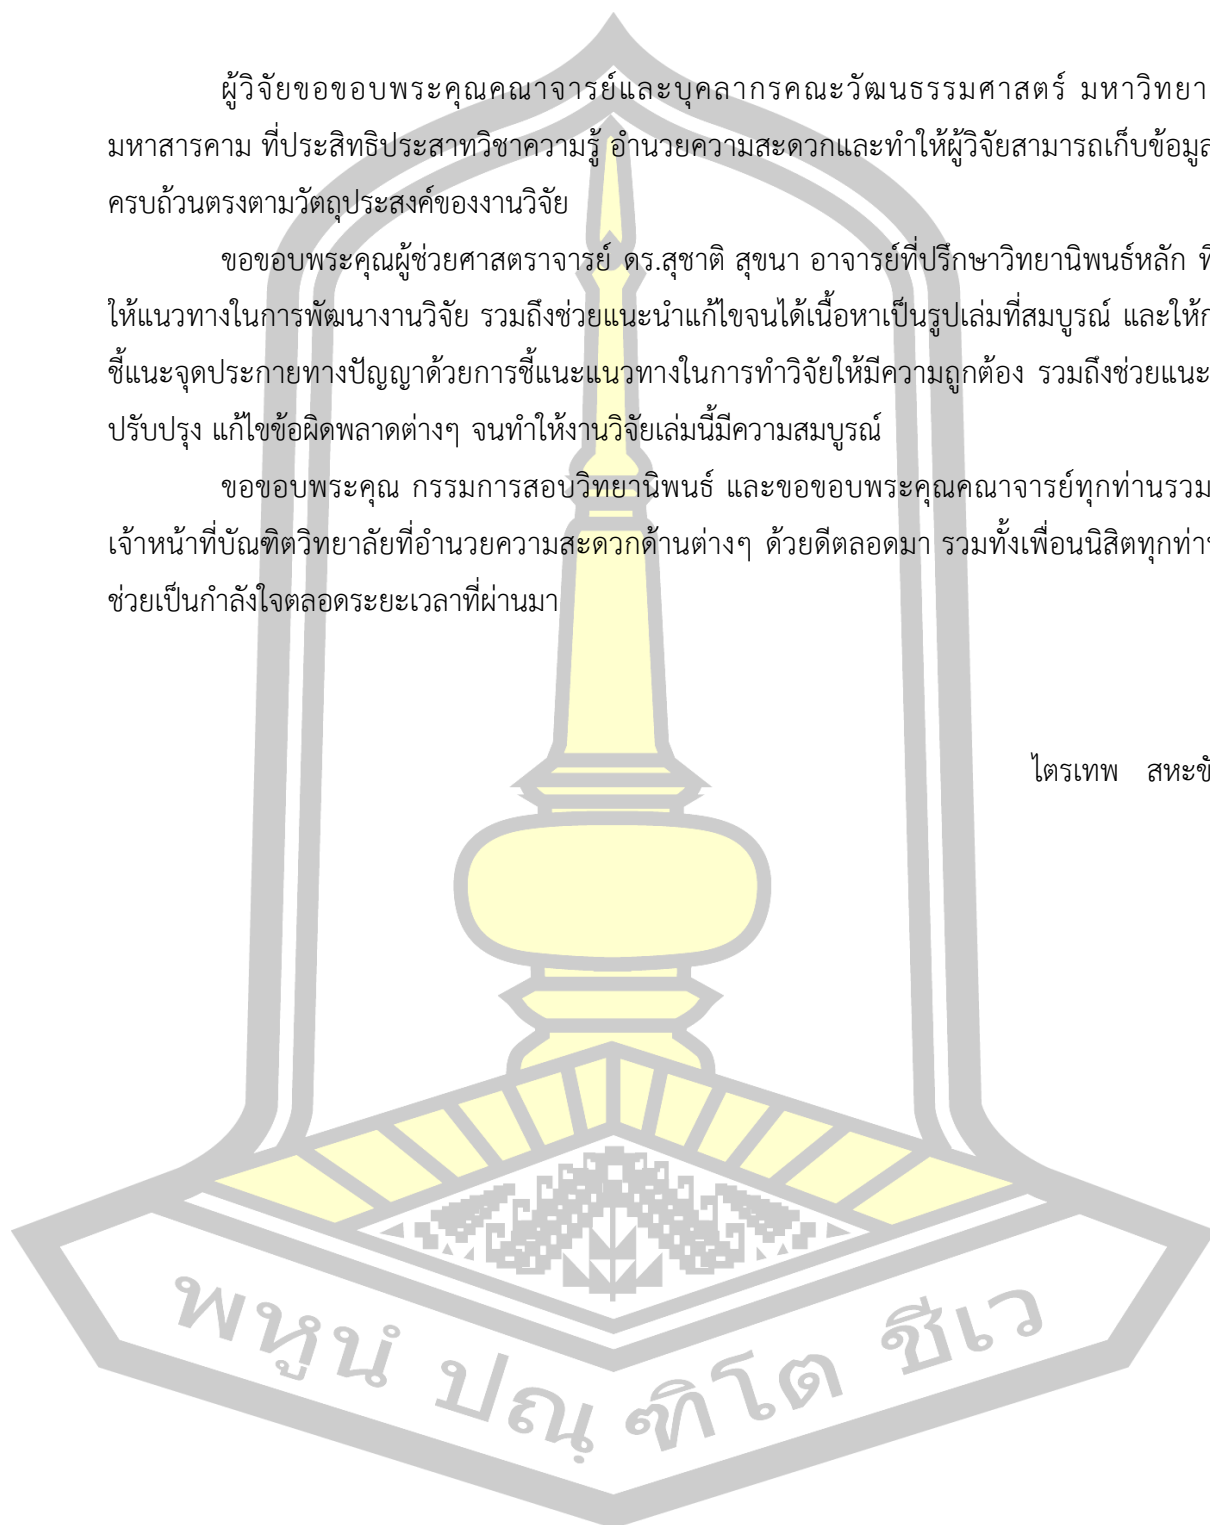 ผู้วิจัยขอขอบพระคุณคณาจารย์และบุคลากรคณะวัฒนธรรมศาสตร์ มหาวิทยา
มหาสารคาม ที่ประสิทธิประสาทวิชาความรู้ อำนวยความสะดวกและทำให้ผู้วิจัยสามารถเก็บข้อมูล
ครบถ้วนตรงตามวัตถุประสงค์ของงานวิจัย
ขอขอบพระคุณผู้ช่วยศาสตราจารย์ ดร.สุชาติ สุขนา อาจารย์ที่ปรึกษาวิทยานิพนธ์หลัก
ให้แนวทางในการพัฒนางานวิจัย รวมถึงช่วยแนะนำแก้ไขจนได้เนื้อหาเป็นรูปเล่มที่สมบูรณ์ และให้
ชี้แนะจุดประกายทางปัญญาด้วยการชี้แนะแนวทางในการทำวิจัยให้มีความถูกต้อง รวมถึงช่วยแนะ
ปรับปรุง แก้ไขข้อผิดพลาดต่างๆ จนทำให้งานวิจัยเล่มนี้มีความสมบูรณ์
ขอขอบพระคุณ กรรมการสอบวิทยานิพนธ์ และขอขอบพระคุณคณาจารย์ทุกท่านรวม
เจ้าหน้าที่บัณฑิตวิทยาลัยที่อำนวยความสะดวกด้านต่างๆ ด้วยดีตลอดมา รวมทั้งเพื่อนนิสิตทุกท่าน
ช่วยเป็นกำลังใจตลอดระยะเวลาที่ผ่านมา
ไตรเทพ สหะขั
พหูนํ ปณฺฑิโต ชีเว